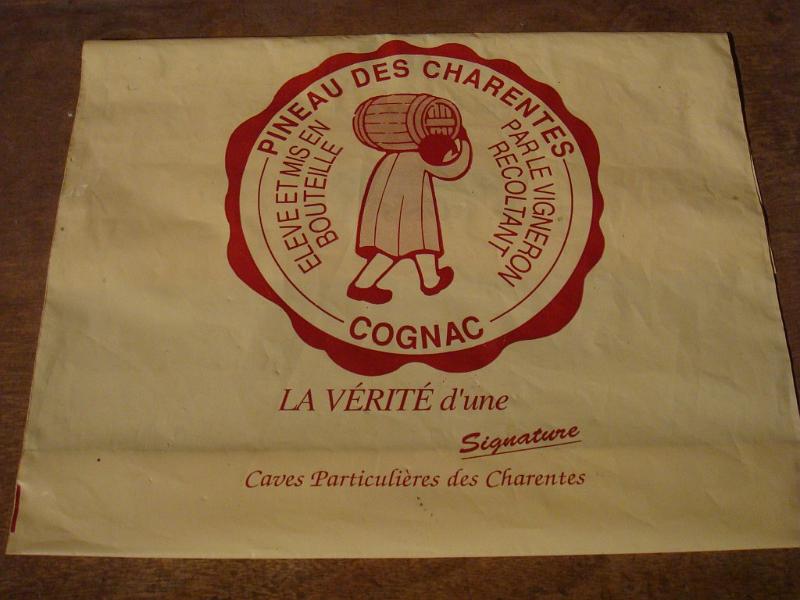 PINEAU DES CHARENTES
ELEVE ET MIS EN
BOUTEILLE
PAR LE VIGNERON
RECOLTANT
COGNAC
LA VÉRITÉ d'une
Signature
Caves Particulières des Charentes